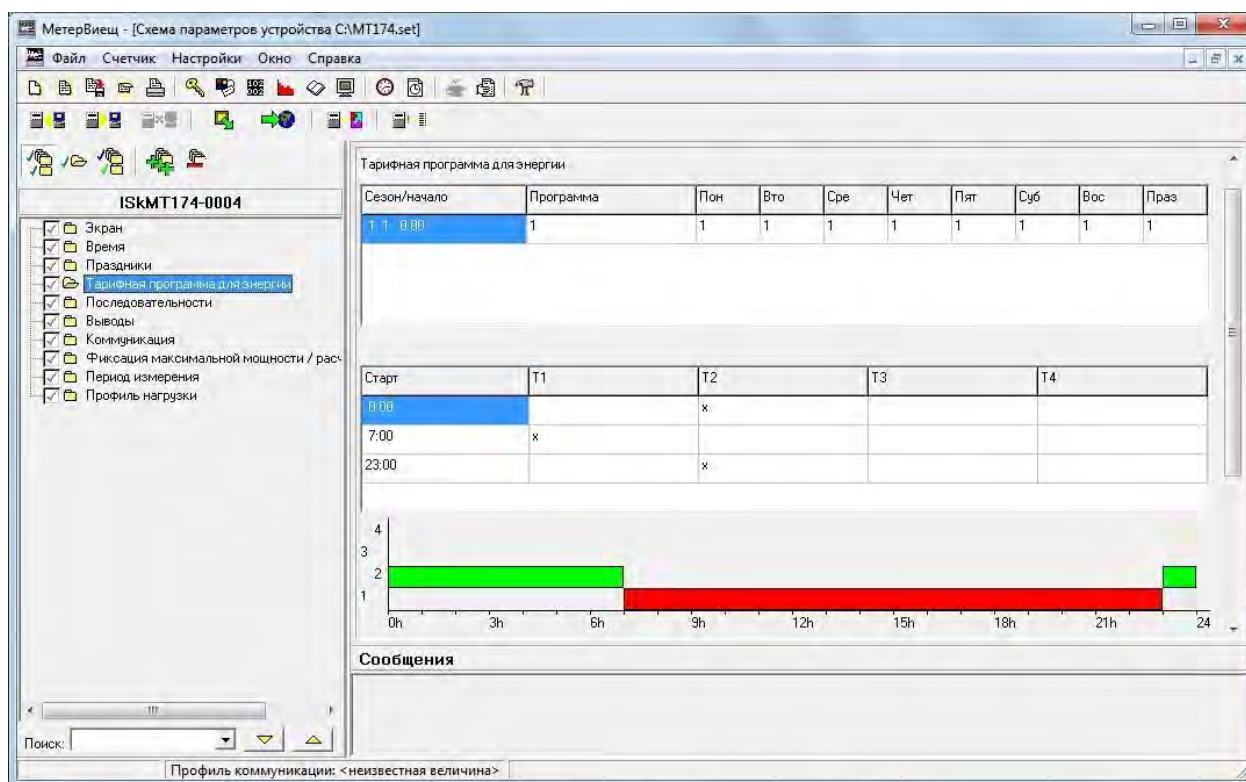 МетерВиещ - [Схема параметров устройства C:\MT174.set]
Файл Счетчик Настройки Окно Справка
ISkMT174-0004
Экран
Время
Праздники
Тарифная программа для энергии
Последовательности
Выводы
Коммуникация
Фиксация максимальной мощности / рас
Период измерения
Профиль нагрузки
Поиск:
Тарифная программа для энергии
Сезон/начало Программа Пон Вто Сре Чет Пят Суб Вос Праз
1. 1. 0:00 1 1 1 1 1 1 1 1 1
Старт T1 T2 T3 T4
0:00 x
7:00 x
23:00 x
4
3
2
1
0h 3h 6h 9h 12h 15h 18h 21h 24
Сообщения
Профиль коммуникации: <неизвестная величина>